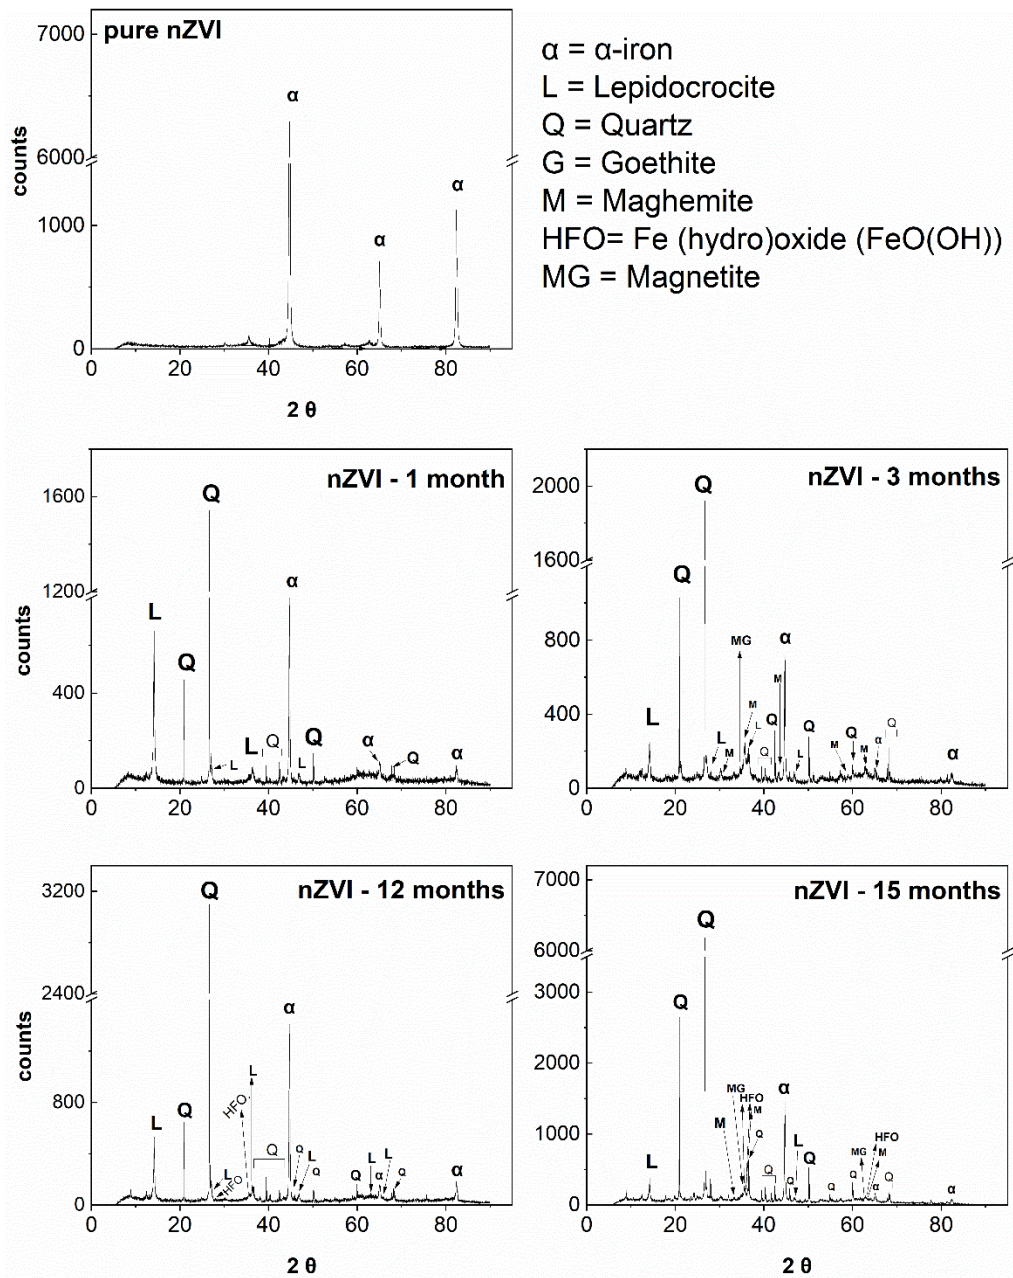 pure nZVI
7000
6000
1000
0
counts
α
α
α
0
20
40
60
80
2 θ
α = α-iron
L = Lepidocrocite
Q = Quartz
G = Goethite
M = Maghemite
HFO= Fe (hydro)oxide (FeO(OH))
MG = Magnetite
nZVI - 1 month
1600
1200
400
0
counts
L
Q
Q
L
L
Q
α
L
Q
α
Q
α
0
20
40
60
80
nZVI - 3 months
2000
1600
800
400
0
L
Q
Q
L
M
MG
M
L
Q
Q
M
α
L
Q
M
Q
M
α
Q
α
0
20
40
60
80
nZVI - 12 months
3200
2400
800
0
counts
L
Q
Q
L
HFO
HFO
L
Q
α
Q
L
Q
Q
L
α
L
Q
α
0
20
40
60
80
2 θ
nZVI - 15 months
7000
6000
3000
2000
1000
0
L
Q
Q
M
MG
HFO
M
Q
Q
α
Q
L
Q
Q
Q
MG
HFO
M
α
Q
α
0
20
40
60
80
2 θ